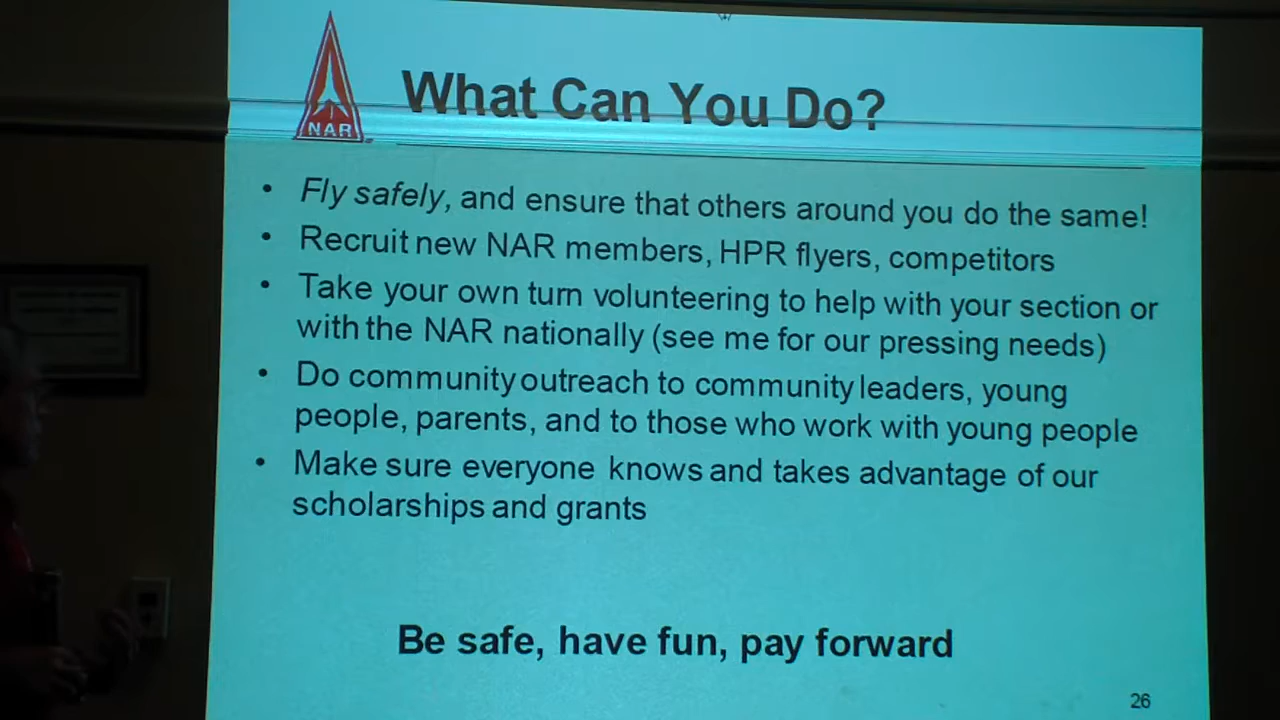 NAR
What Can You Do?
• Fly safely, and ensure that others around you do the same!
• Recruit new NAR members, HPR flyers, competitors
• Take your own turn volunteering to help with your section or
with the NAR nationally (see me for our pressing needs)
• Do community outreach to community leaders, young
people, parents, and to those who work with young people
• Make sure everyone knows and takes advantage of our
scholarships and grants
Be safe, have fun, pay forward
26